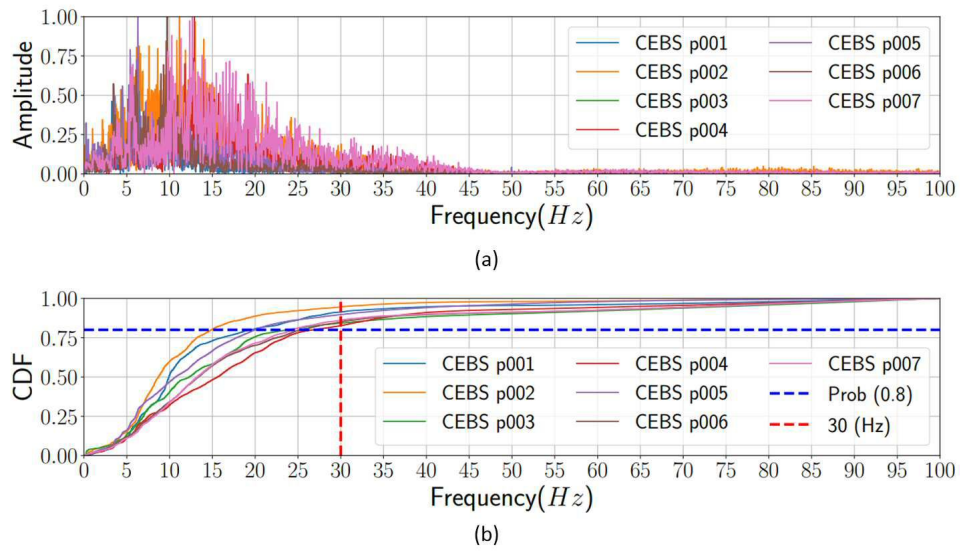 1.00
0.75
0.50
0.25
0.00
Amplitude
CEBS p001 CEBS p005
CEBS p002 CEBS p006
CEBS p003 CEBS p007
CEBS p004
0 5 10 15 20 25 30 35 40 45 50 55 60 65 70 75 80 85 90 95 100
Frequency(Hz)
(a)
1.00
0.75
0.50
0.25
0.00
CDF
CEBS p001 CEBS p004 CEBS p007
CEBS p002 CEBS p005 Prob (0.8)
CEBS p003 CEBS p006 30 (Hz)
0 5 10 15 20 25 30 35 40 45 50 55 60 65 70 75 80 85 90 95 100
Frequency(Hz)
(b)